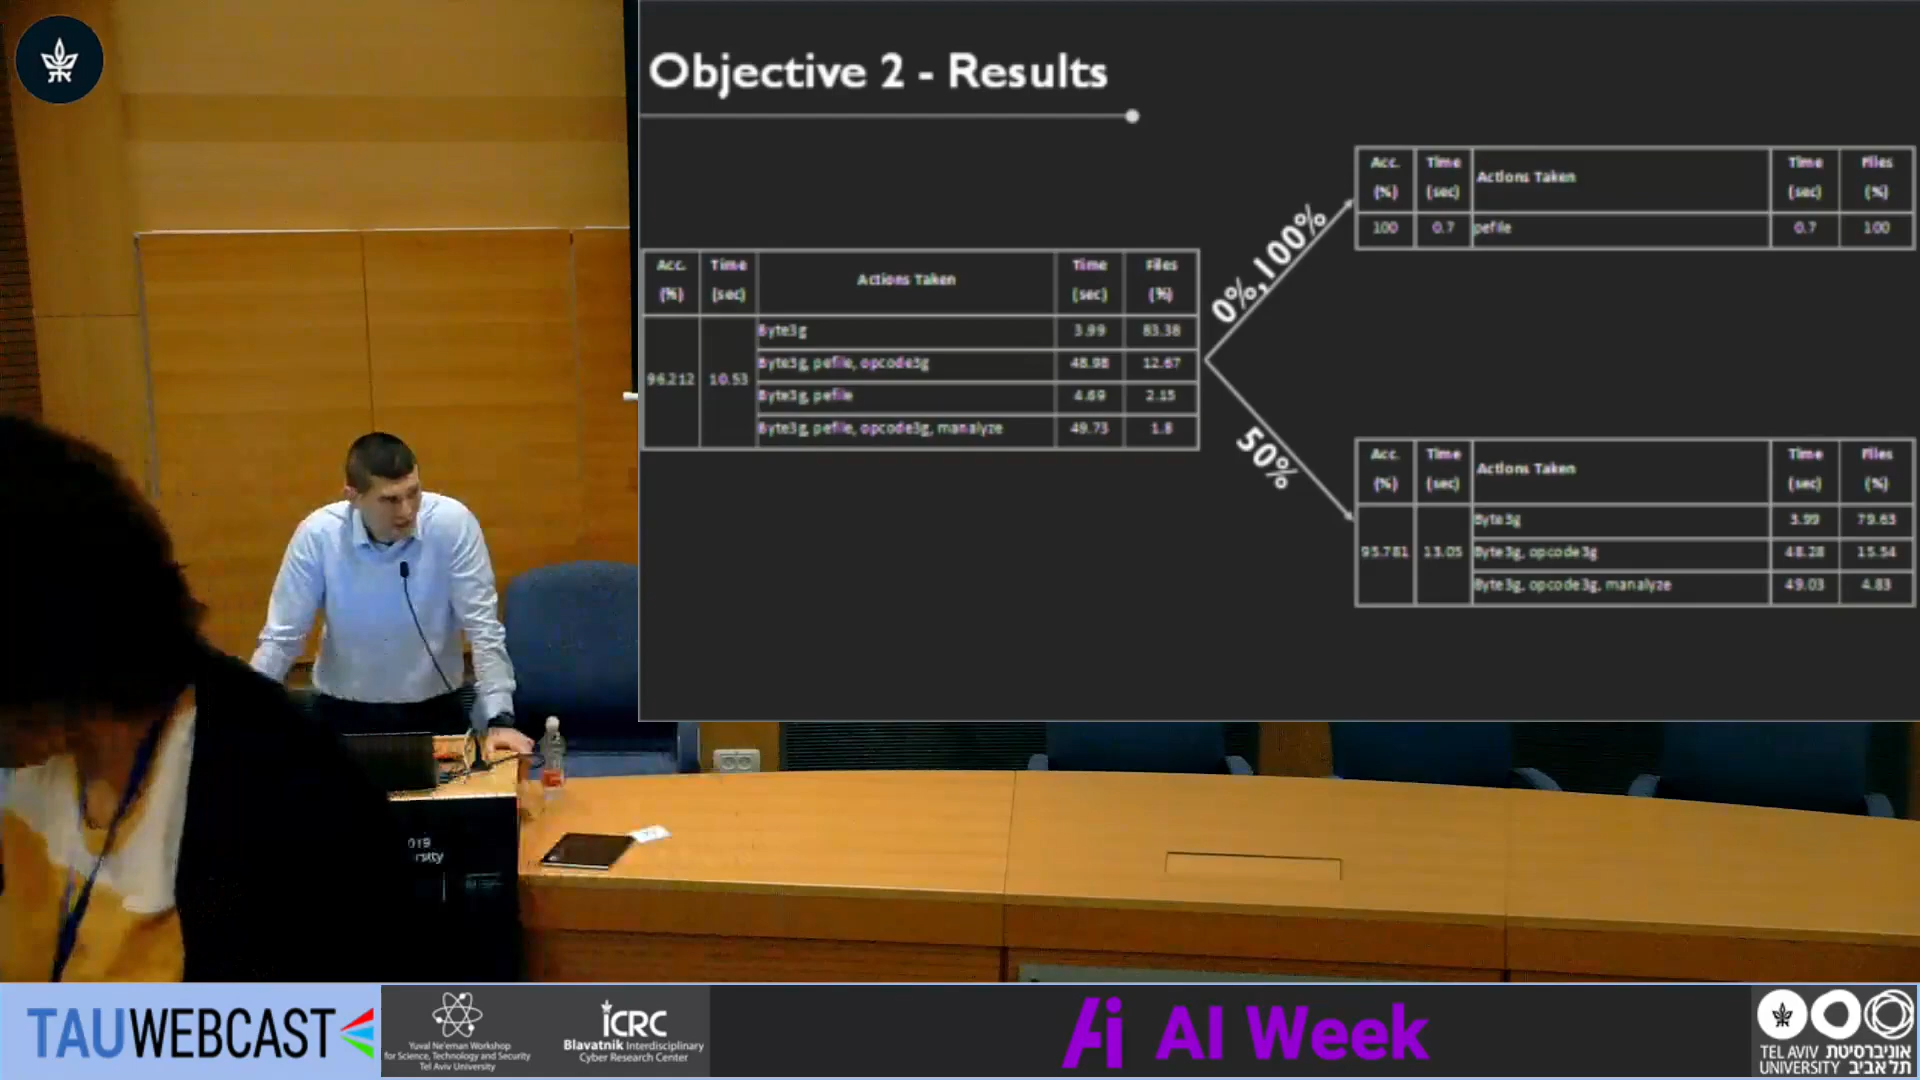 Objective 2 - Results
Acc. (%) Time (sec) Actions Taken Time (sec) Files (%)
96.212 10.53 Byte3g 3.99 83.38
Byte3g, pefile, opcode3g 48.98 12.67
Byte3g, pefile 4.69 2.15
Byte3g, pefile, opcode3g, manalyze 49.73 1.8
0%,100%
Acc. (%) Time (sec) Actions Taken Time (sec) Files (%)
100 0.7 pefile 0.7 100
50%
Acc. (%) Time (sec) Actions Taken Time (sec) Files (%)
95.781 13.05 Byte3g 3.99 79.63
Byte3g, opcode3g 48.28 15.54
Byte3g, opcode3g, manalyze 49.03 4.83
019
rsity
TAUWEBCAST
Yuval Ne'eman Workshop
for Science, Technology and Security
Tel Aviv University
ICRC
Blavatnik Interdisciplinary
Cyber Research Center
Ai AI Week
TEL AVIV אוניברסיטת
UNIVERSITY תל אביב